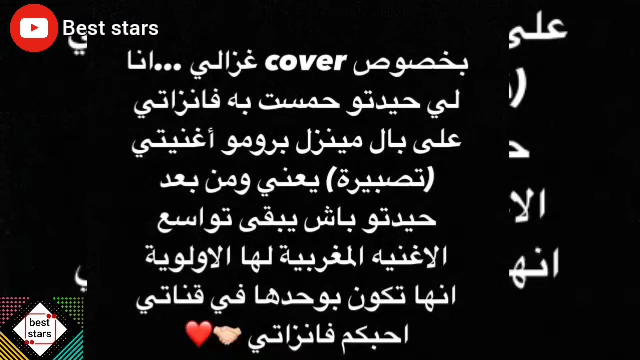 Best stars
بخصوص cover غزالي ...انا
لي حيدتو حمست به فانزاتي
على بال مينزل برومو أغنيتي
(تصبيرة) يعني ومن بعد
حيدتو باش يبقى تواسع
الاغنيه المغربية لها الاولوية
انها تكون بوحدها في قناتي
احبكم فانزاتي 🤝🏻❤️
best
stars